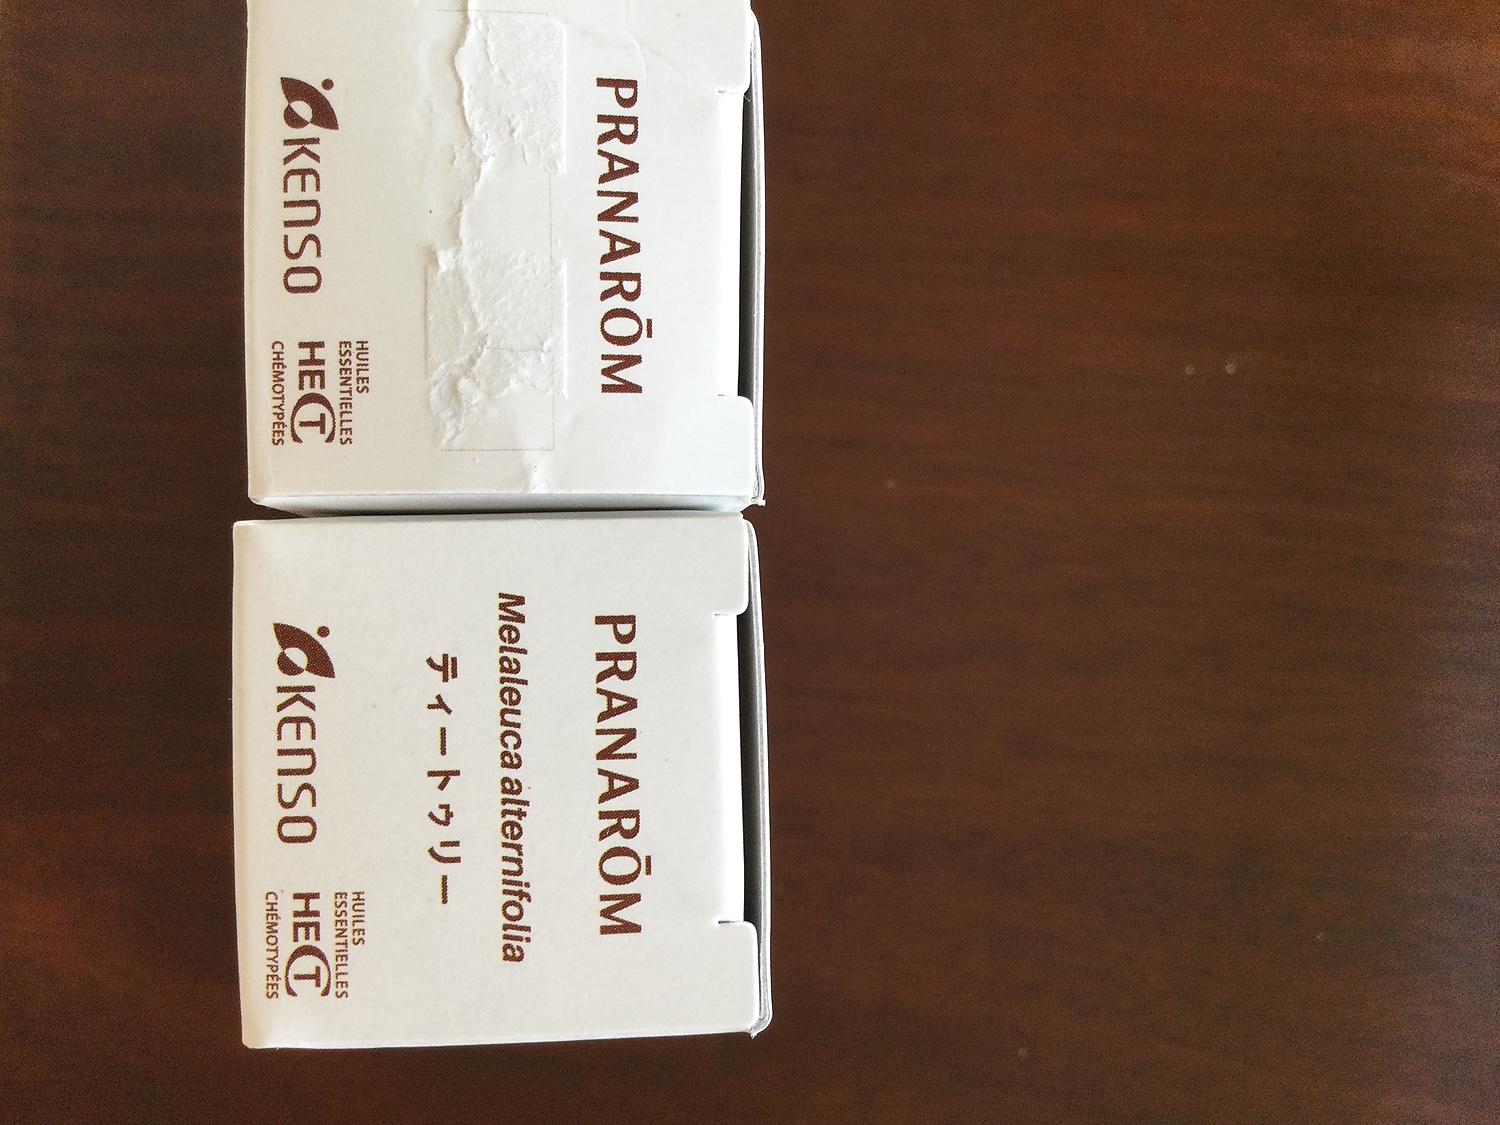 PRANARŌM
KENSO
HUILES
ESSENTIELLES
HECT
CHÉMOTYPÉES
PRANARŌM
Melaleuca alternifolia
ティートゥリー
KENSO
HUILES
ESSENTIELLES
HECT
CHÉMOTYPÉES